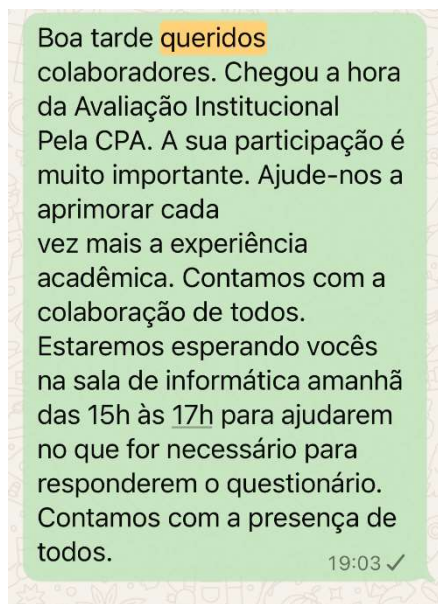 Boa tarde queridos
colaboradores. Chegou a hora
da Avaliação Institucional
Pela CPA. A sua participação é
muito importante. Ajude-nos a
aprimorar cada
vez mais a experiência
acadêmica. Contamos com a
colaboração de todos.
Estaremos esperando vocês
na sala de informática amanhã
das 15h às 17h para ajudarem
no que for necessário para
responderem o questionário.
Contamos com a presença de
todos.
19:03